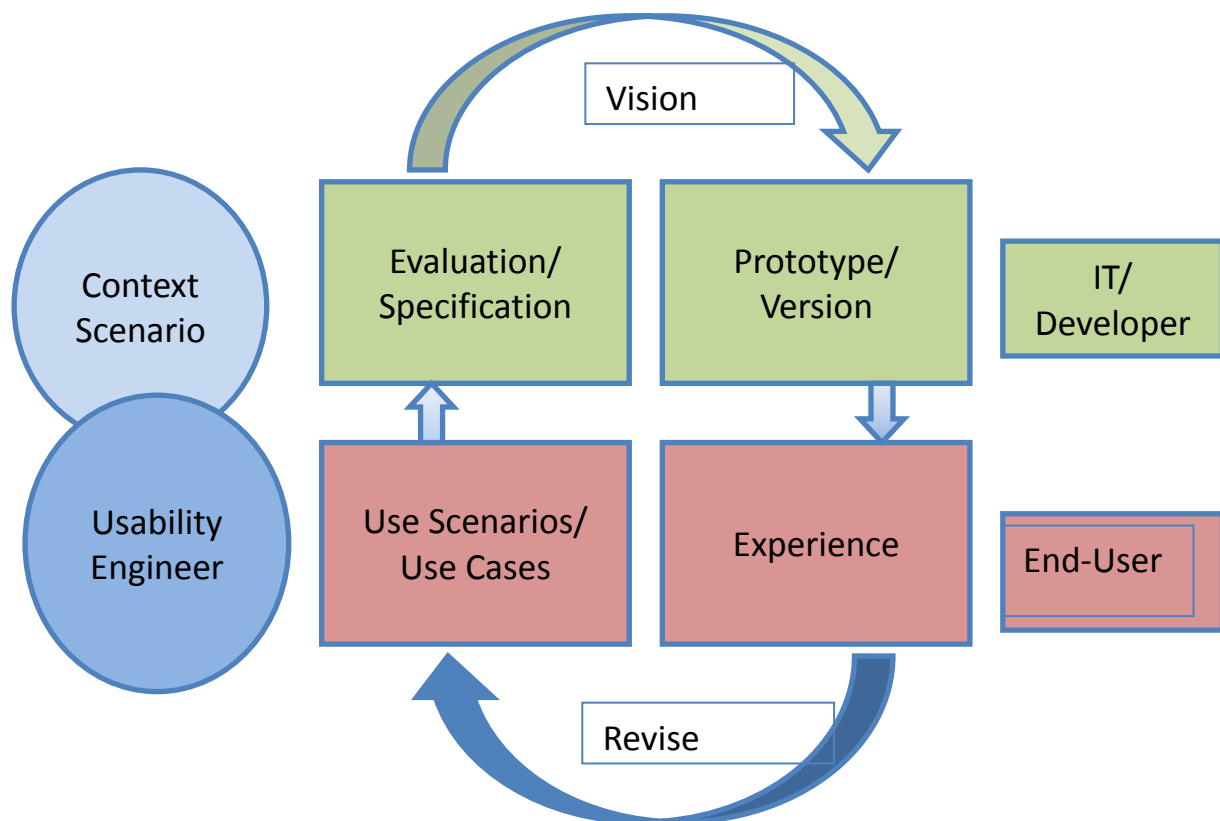 Vision
Evaluation/
Specification
Prototype/
Version
Context
Scenario
IT/
Developer
Usability
Engineer
Use Scenarios/
Use Cases
Experience
End-User
Revise